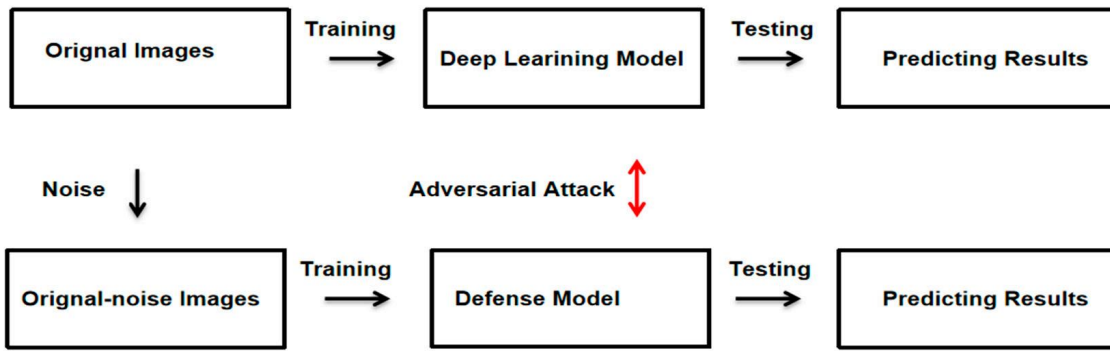 Training
Testing
Orignal Images
Deep Learining Model
Predicting Results
Noise
Adversarial Attack
Training
Testing
Orignal-noise Images
Defense Model
Predicting Results